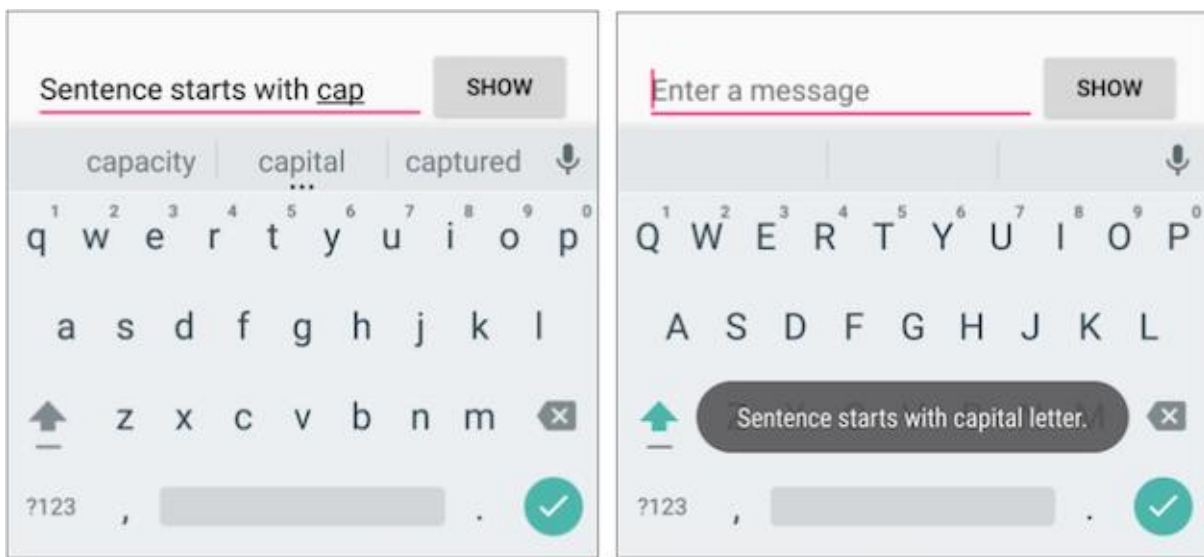 Sentence starts with cap SHOW
capacity capital captured
...
1 2 3 4 5 6 7 8 9 0
q w e r t y u i o p
a s d f g h j k l
z x c v b n m
?123 , .
Enter a message SHOW
1 2 3 4 5 6 7 8 9 0
Q W E R T Y U I O P
A S D F G H J K L
Sentence starts with capital letter.
?123 , .